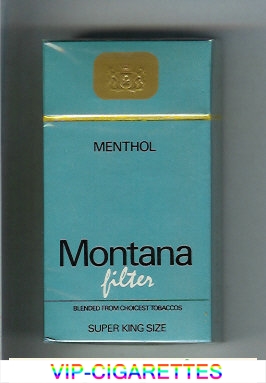 MENTHOL
Montana
filter
BLENDED FROM CHOICEST TOBACCOS
SUPER KING SIZE
VIP-CIGARETTES